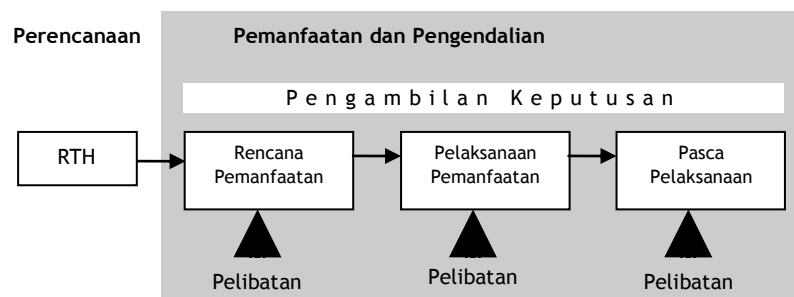 Perencanaan
Pemanfaatan dan Pengendalian
Pengambilan Keputusan
RTH
Rencana
Pemanfaatan
Pelaksanaan
Pemanfaatan
Pasca
Pelaksanaan
Pelibatan
Pelibatan
Pelibatan